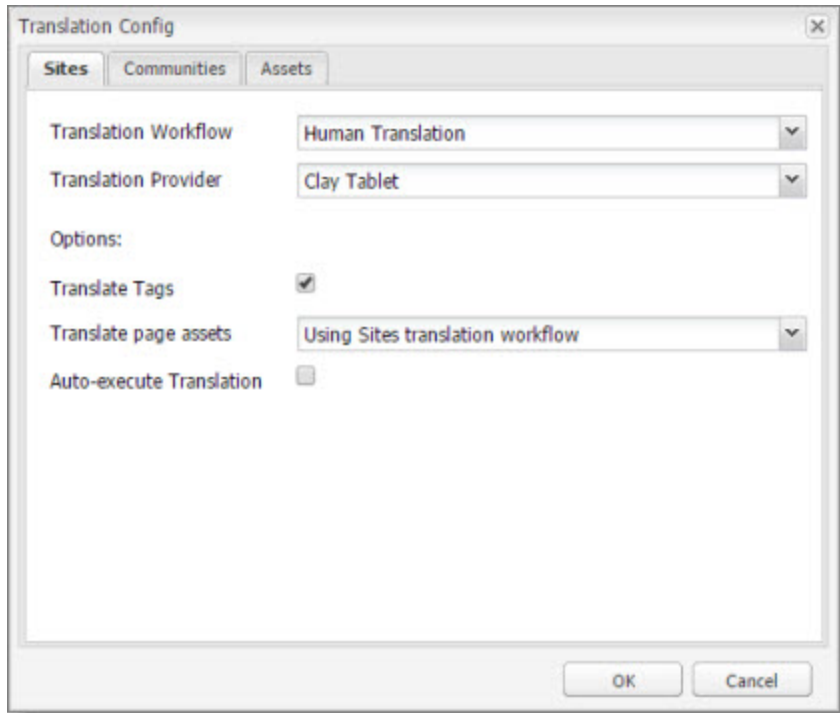 Translation Config
Sites Communities Assets
Translation Workflow Human Translation
Translation Provider Clay Tablet
Options:
Translate Tags
Translate page assets Using Sites translation workflow
Auto-execute Translation
OK Cancel